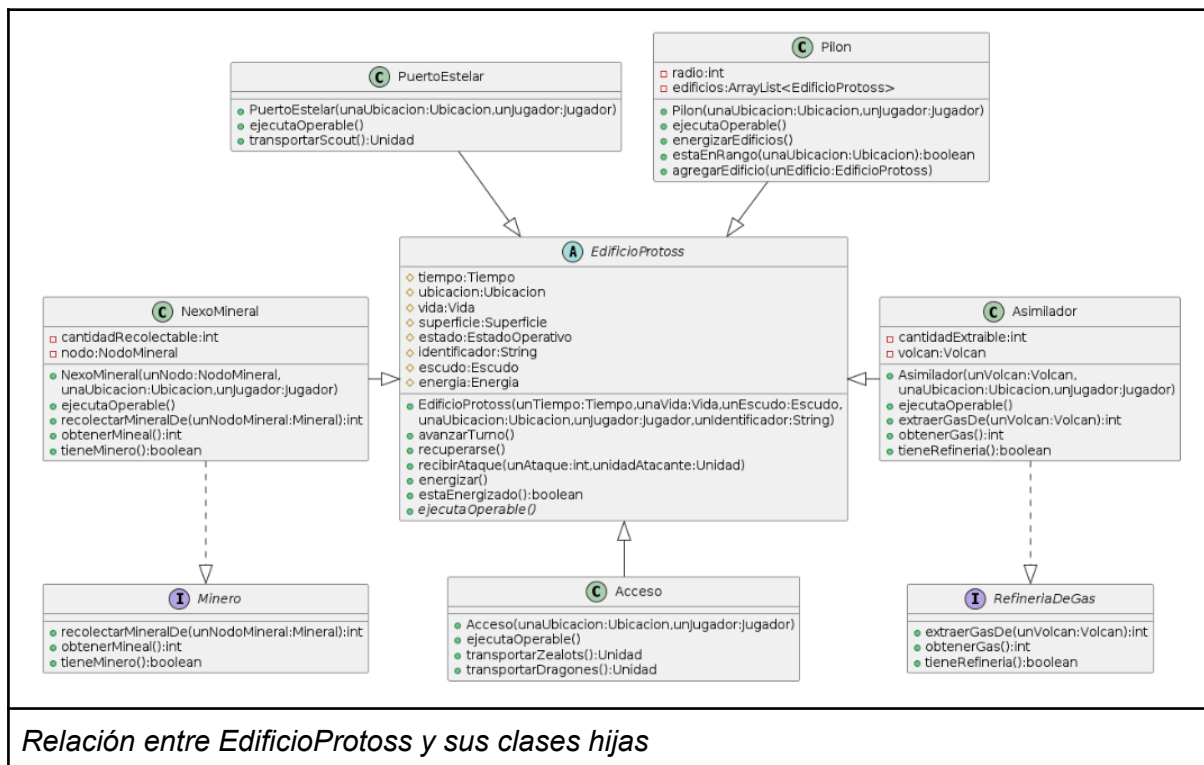 C PuertoEstelar
PuertoEstelar(unaUbicacion:Ubicacion,unJugador:Jugador)
ejecutaOperable()
transportarScout():Unidad
C Pilon
radio:int
edificios:ArrayList<EdificioProtoss>
Pilon(unaUbicacion:Ubicacion,unJugador:Jugador)
ejecutaOperable()
energizarEdificios()
estaEnRango(unaUbicacion:Ubicacion):boolean
agregarEdificio(unEdificio:EdificioProtoss)
A EdificioProtoss
tiempo:Tiempo
ubicacion:Ubicacion
vida:Vida
superficie:Superficie
estado:EstadoOperativo
identificador:String
escudo:Escudo
energia:Energia
EdificioProtoss(unTiempo:Tiempo,unaVida:Vida,unEscudo:Escudo,
unaUbicacion:Ubicacion,unJugador:Jugador,unIdentificador:String)
avanzarTurno()
recuperarse()
recibirAtaque(unAtaque:int,unidadAtacante:Unidad)
energizar()
estaEnergizado():boolean
ejecutaOperable()
C NexoMineral
cantidadRecolectable:int
nodo:NodoMineral
NexoMineral(unNodo:NodoMineral,
unaUbicacion:Ubicacion,unJugador:Jugador)
ejecutaOperable()
recolectarMineralDe(unNodoMineral:Mineral):int
obtenerMineal():int
tieneMinero():boolean
C Asimilador
cantidadExtraible:int
volcan:Volcan
Asimilador(unVolcan:Volcan,
unaUbicacion:Ubicacion,unJugador:Jugador)
ejecutaOperable()
extraerGasDe(unVolcan:Volcan):int
obtenerGas():int
tieneRefineria():boolean
I Minero
recolectarMineralDe(unNodoMineral:Mineral):int
obtenerMineal():int
tieneMinero():boolean
C Acceso
Acceso(unaUbicacion:Ubicacion,unJugador:Jugador)
ejecutaOperable()
transportarZealots():Unidad
transportarDragones():Unidad
I RefineriaDeGas
extraerGasDe(unVolcan:Volcan):int
obtenerGas():int
tieneRefineria():boolean
Relación entre EdificioProtoss y sus clases hijas